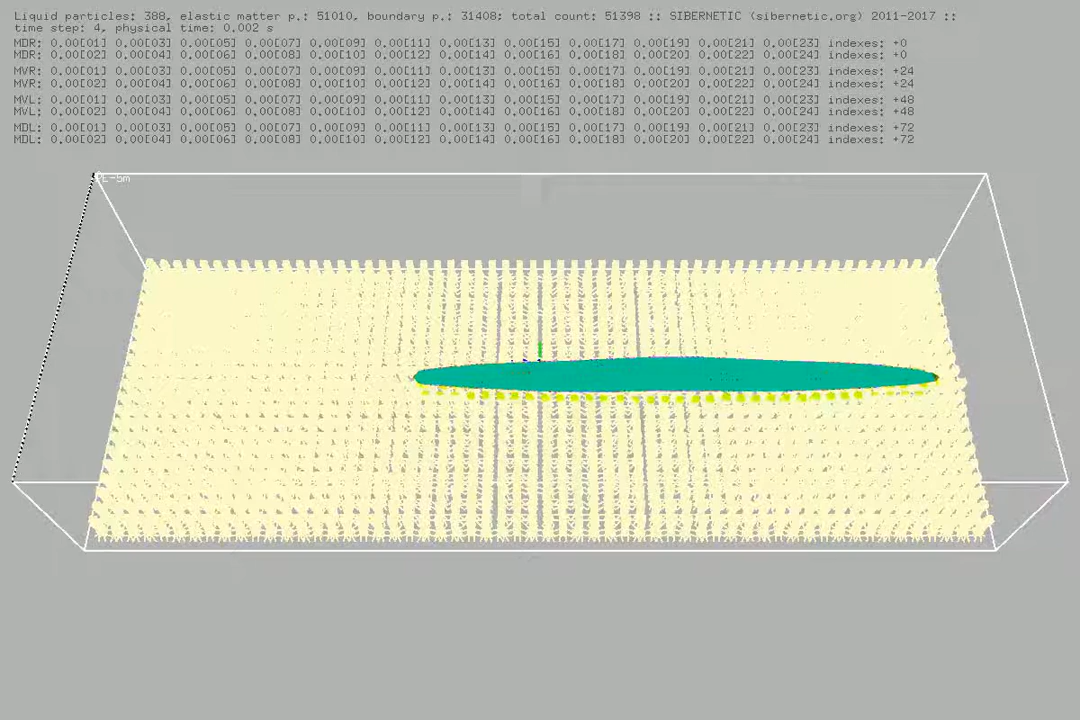 Liquid particles: 388, elastic matter p.: 51010, boundary p.: 31408; total count: 51398 :: SIBERNETIC (sibernetic.org) 2011-2017 ::
time step: 4, physical time: 0.002 s
MDR: 0.00[01] 0.00[03] 0.00[05] 0.00[07] 0.00[09] 0.00[11] 0.00[13] 0.00[15] 0.00[17] 0.00[19] 0.00[21] 0.00[23] indexes: +0
MDR: 0.00[02] 0.00[04] 0.00[06] 0.00[08] 0.00[10] 0.00[12] 0.00[14] 0.00[16] 0.00[18] 0.00[20] 0.00[22] 0.00[24] indexes: +0
MVR: 0.00[01] 0.00[03] 0.00[05] 0.00[07] 0.00[09] 0.00[11] 0.00[13] 0.00[15] 0.00[17] 0.00[19] 0.00[21] 0.00[23] indexes: +24
MVR: 0.00[02] 0.00[04] 0.00[06] 0.00[08] 0.00[10] 0.00[12] 0.00[14] 0.00[16] 0.00[18] 0.00[20] 0.00[22] 0.00[24] indexes: +24
MVL: 0.00[01] 0.00[03] 0.00[05] 0.00[07] 0.00[09] 0.00[11] 0.00[13] 0.00[15] 0.00[17] 0.00[19] 0.00[21] 0.00[23] indexes: +48
MVL: 0.00[02] 0.00[04] 0.00[06] 0.00[08] 0.00[10] 0.00[12] 0.00[14] 0.00[16] 0.00[18] 0.00[20] 0.00[22] 0.00[24] indexes: +48
MDL: 0.00[01] 0.00[03] 0.00[05] 0.00[07] 0.00[09] 0.00[11] 0.00[13] 0.00[15] 0.00[17] 0.00[19] 0.00[21] 0.00[23] indexes: +72
MDL: 0.00[02] 0.00[04] 0.00[06] 0.00[08] 0.00[10] 0.00[12] 0.00[14] 0.00[16] 0.00[18] 0.00[20] 0.00[22] 0.00[24] indexes: +72